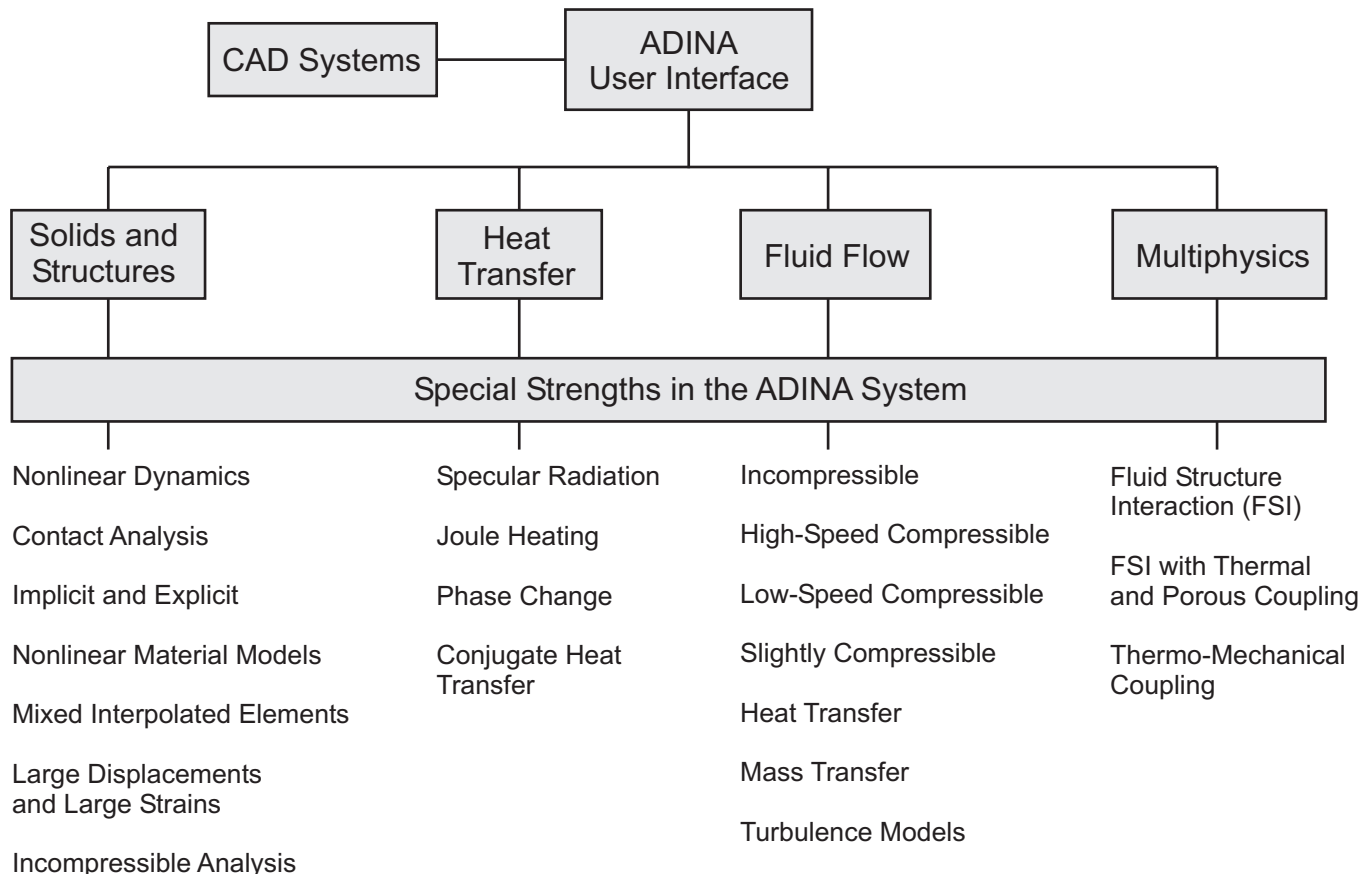 CAD Systems
ADINA
User Interface
Solids and
Structures
Heat
Transfer
Fluid Flow
Multiphysics
Special Strengths in the ADINA System
Nonlinear Dynamics
Contact Analysis
Implicit and Explicit
Nonlinear Material Models
Mixed Interpolated Elements
Large Displacements
and Large Strains
Incompressible Analysis
Specular Radiation
Joule Heating
Phase Change
Conjugate Heat
Transfer
Incompressible
High-Speed Compressible
Low-Speed Compressible
Slightly Compressible
Heat Transfer
Mass Transfer
Turbulence Models
Fluid Structure
Interaction (FSI)
FSI with Thermal
and Porous Coupling
Thermo-Mechanical
Coupling